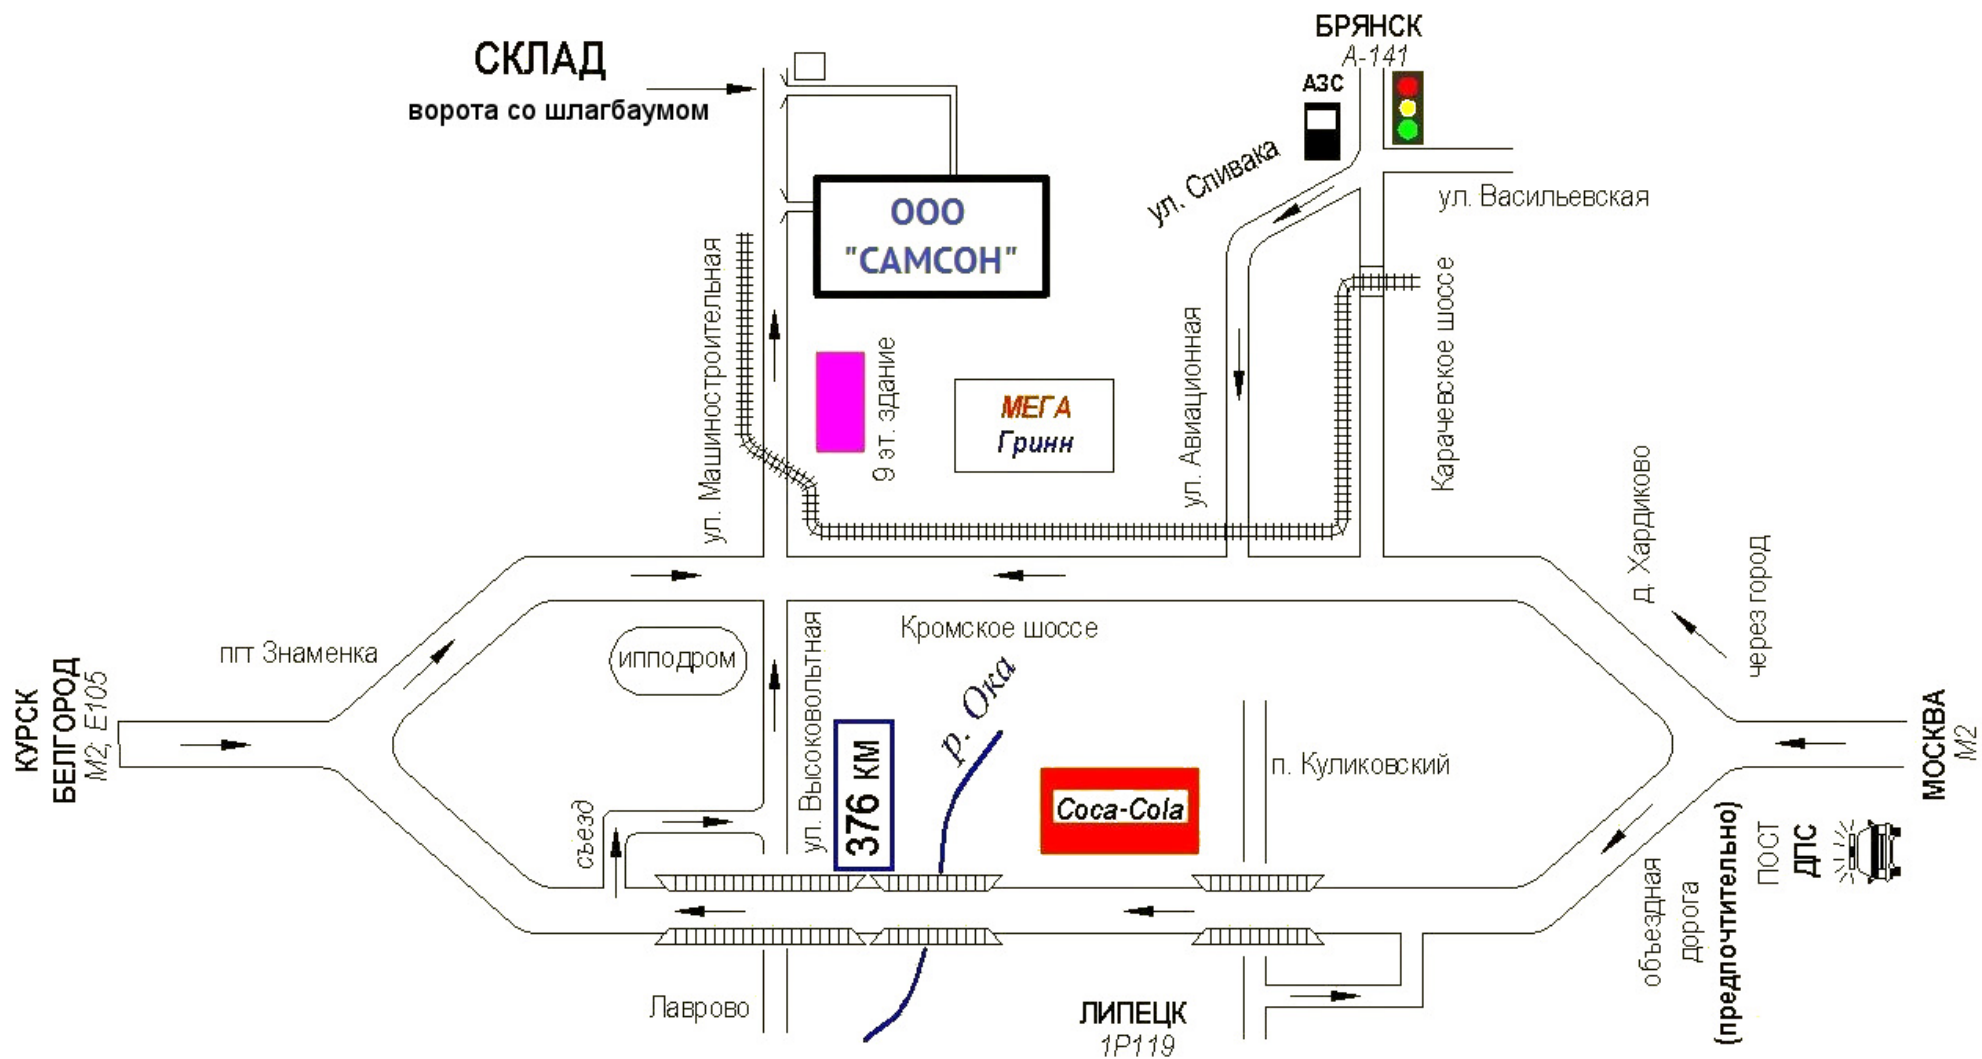 БРЯНСК
А-141
СКЛАД
ворота со шлагбаумом
АЗС
ул. Спивака
ул. Васильевская
ООО
"САМСОН"
ул. Машиностроительная
9 эт. здание
МЕГА
Гринн
ул. Авиационная
Карачевское шоссе
д. Хардиково
через город
Кромское шоссе
пгт Знаменка
ипподром
КУРСК
БЕЛГОРОД
М2; Е105
ул. Высоковольтная
376 КМ
р. Ока
Coca-Cola
п. Куликовский
МОСКВА
М2
съезд
объездная
дорога
(предпочтительно)
ПОСТ
ДПС
Лаврово
ЛИПЕЦК
1Р119